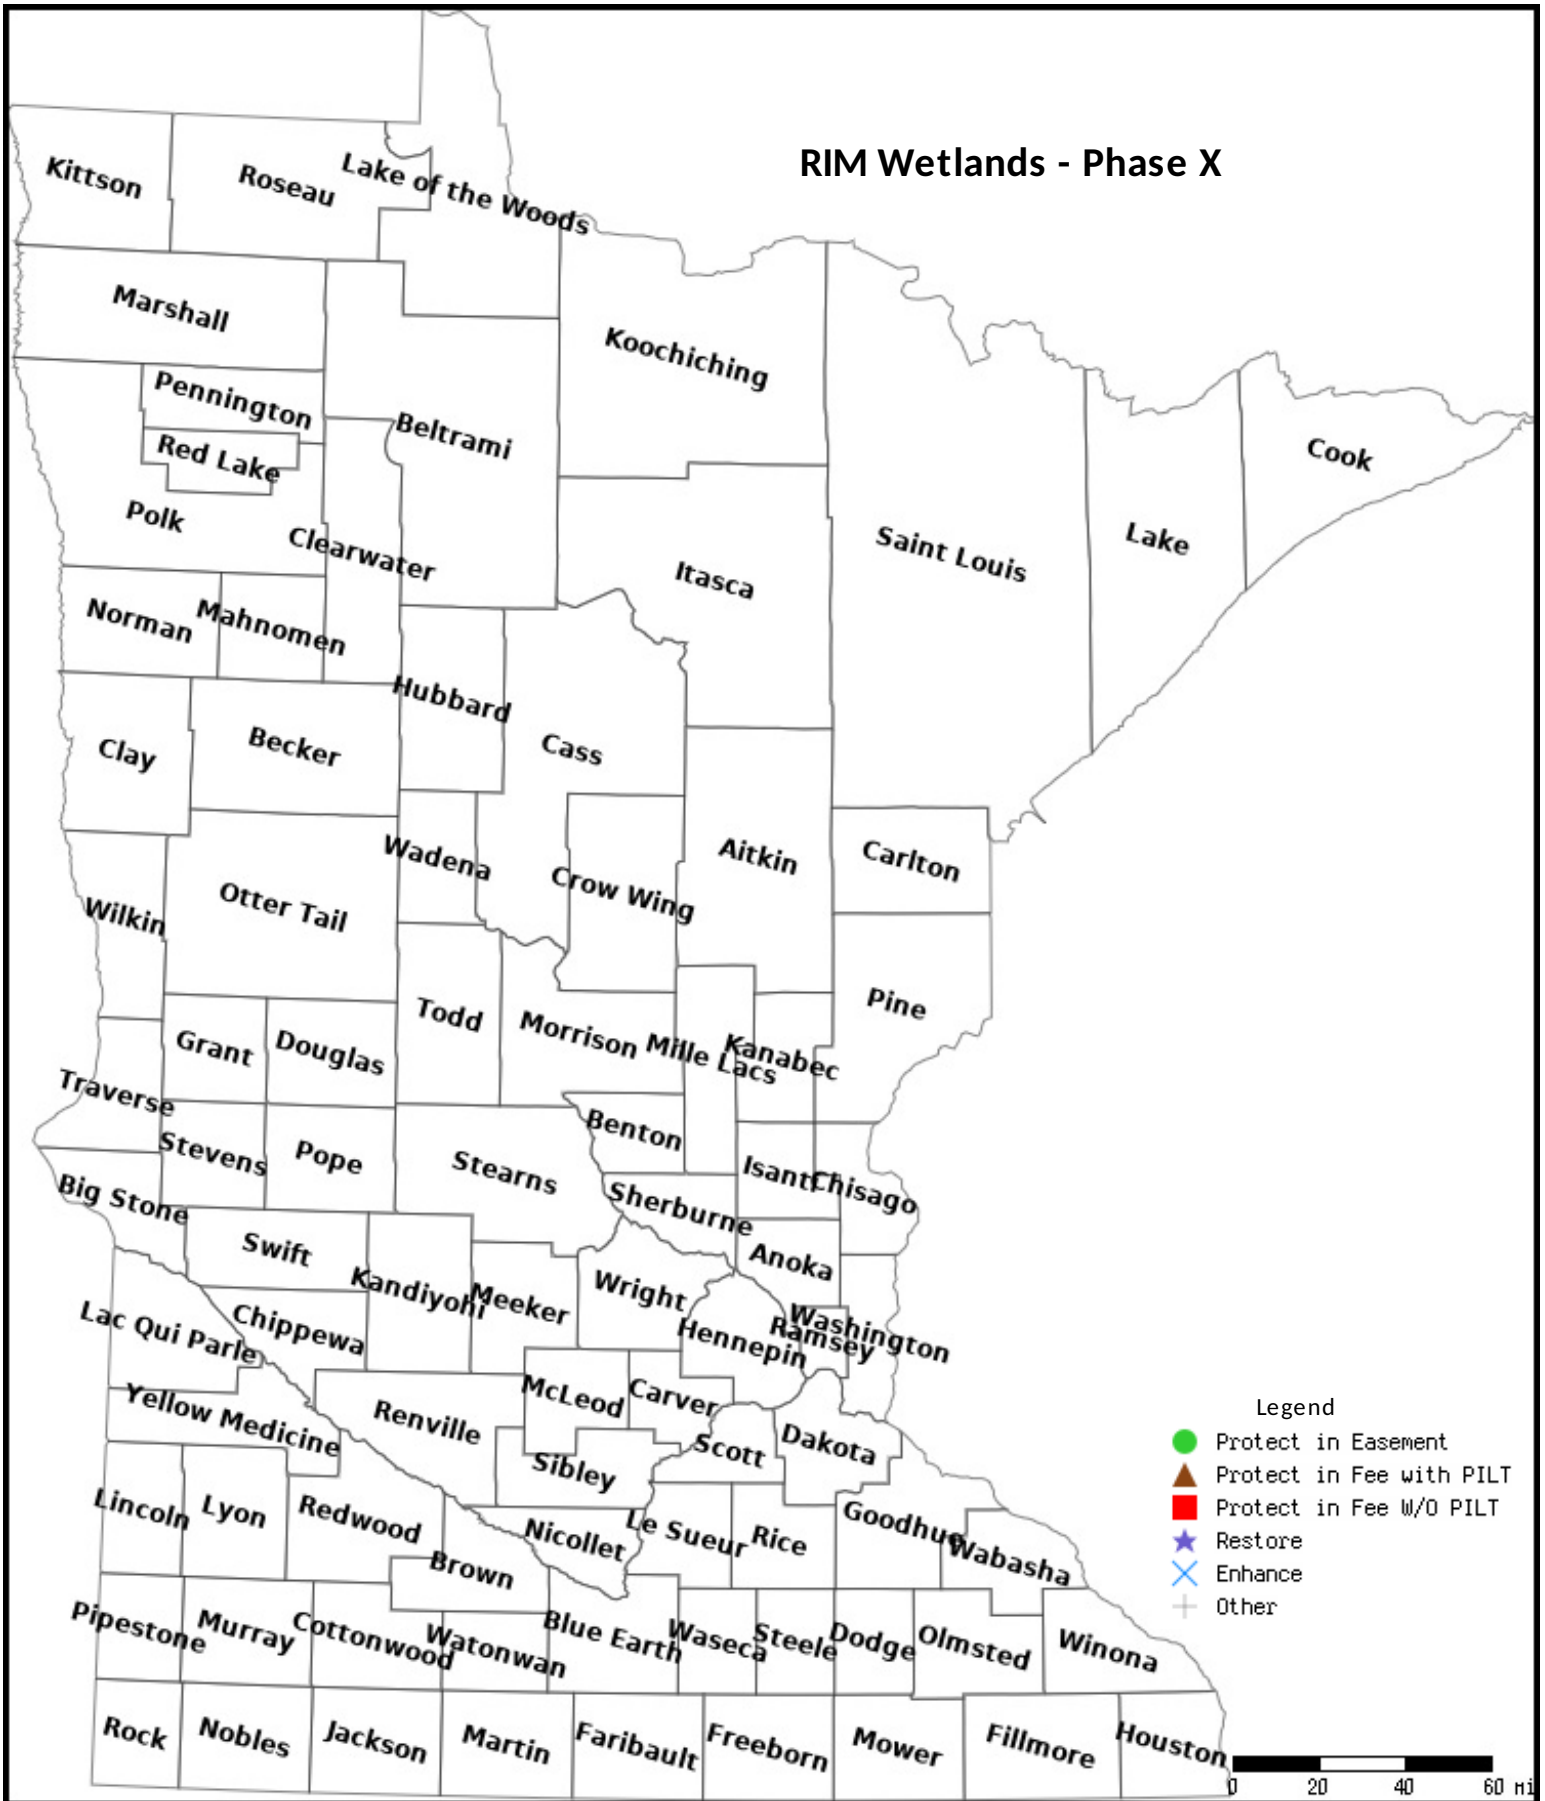 RIM Wetlands - Phase X
Kittson
Roseau
Lake of the Woods
Marshall
Koochiching
Pennington
Beltrami
Red Lake
Cook
Polk
Clearwater
Saint Louis
Lake
Itasca
Norman
Mahnomen
Hubbard
Clay
Becker
Cass
Wadena
Aitkin
Carlton
Otter Tail
Crow Wing
Wilkin
Pine
Todd
Morrison
Grant
Douglas
Mille Lacs
Kanabec
Traverse
Benton
Stevens
Pope
Stearns
Isanti
Chisago
Big Stone
Sherburne
Swift
Anoka
Kandiyohi
Meeker
Wright
Lac Qui Parle
Chippewa
Washington
Ramsey
Hennepin
McLeod
Carver
Yellow Medicine
Renville
Scott
Dakota
Sibley
Lincoln
Lyon
Redwood
Nicollet
Le Sueur
Rice
Goodhue
Wabasha
Brown
Pipestone
Murray
Cottonwood
Watonwan
Blue Earth
Waseca
Steele
Dodge
Olmsted
Winona
Rock
Nobles
Jackson
Martin
Faribault
Freeborn
Mower
Fillmore
Houston
Legend
Protect in Easement
Protect in Fee with PILT
Protect in Fee W/O PILT
Restore
Enhance
Other
0 20 40 60 mi